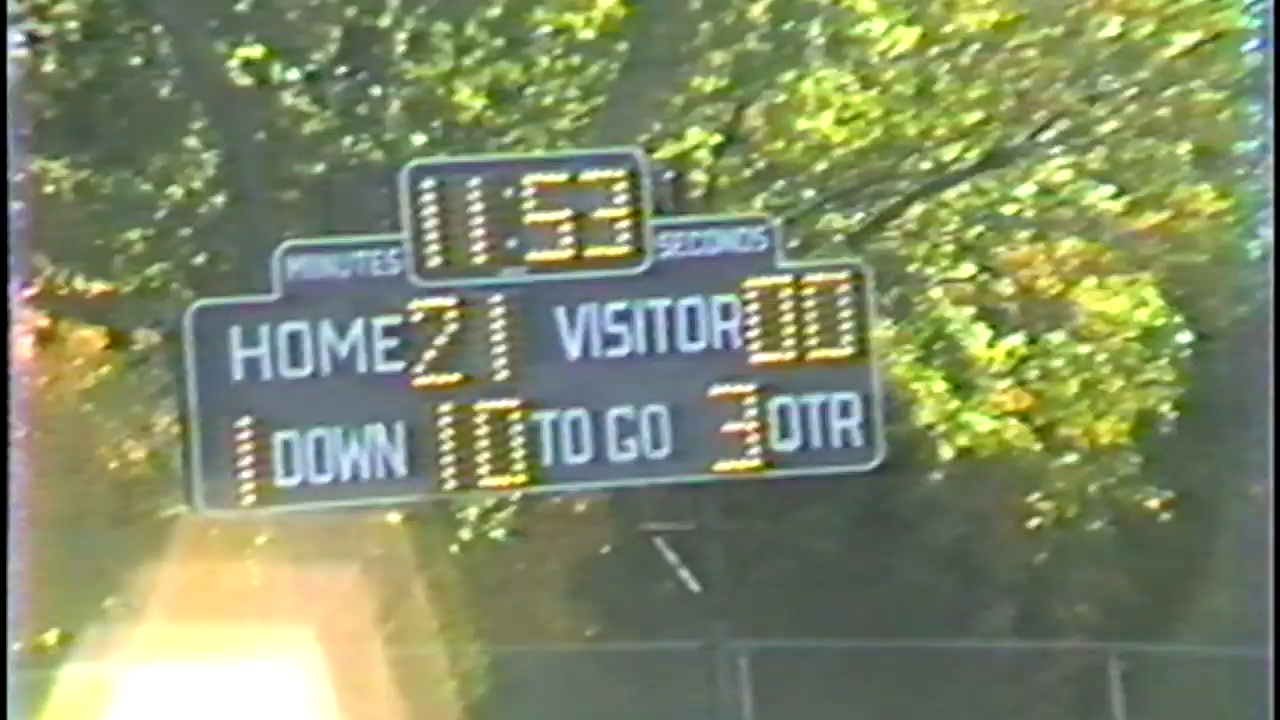 11:53
MINUTES SECONDS
HOME 21 VISITOR 00
1 DOWN 10 TO GO 3 QTR